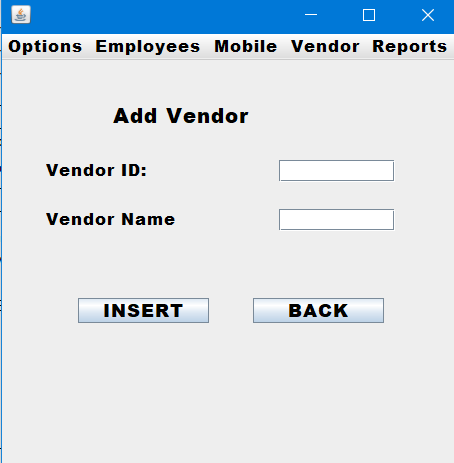 Options Employees Mobile Vendor Reports
Add Vendor
Vendor ID:
Vendor Name
INSERT BACK